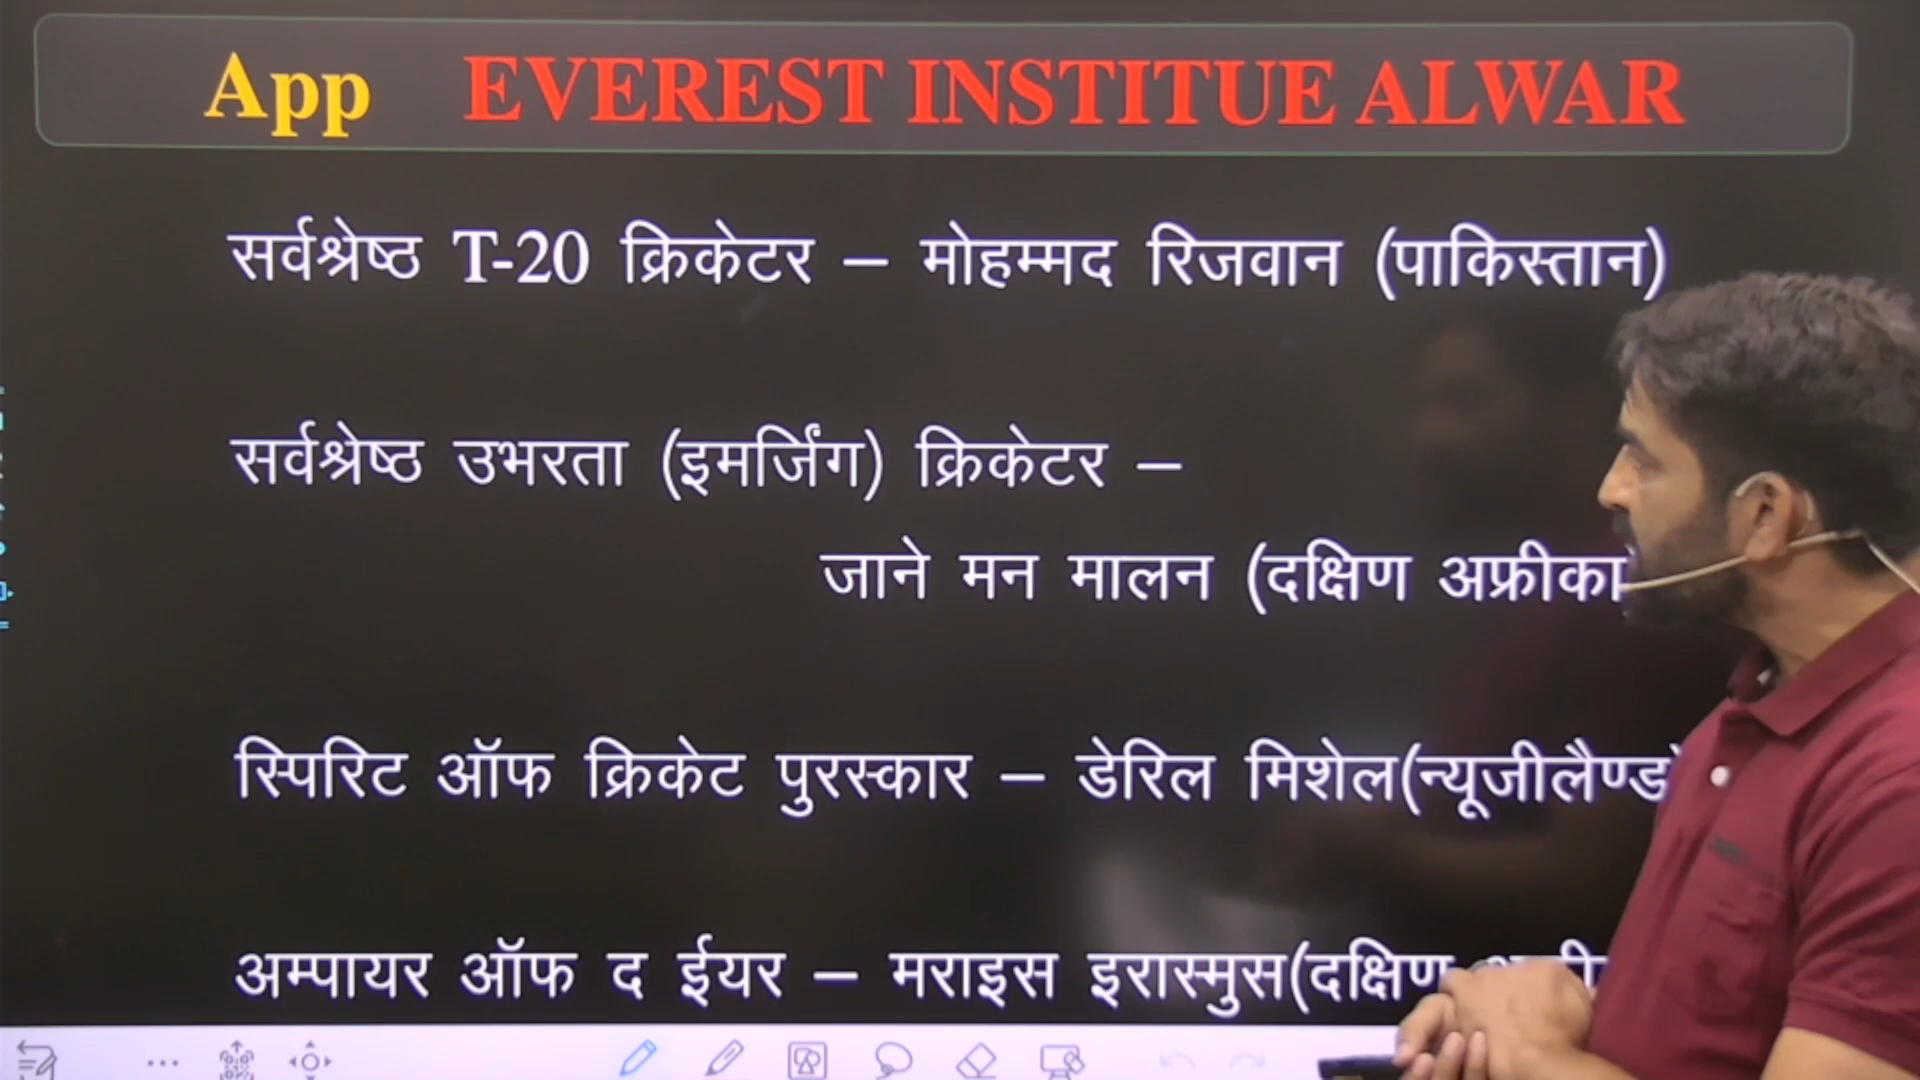 App EVEREST INSTITUE ALWAR
सर्वश्रेष्ठ T-20 क्रिकेटर – मोहम्मद रिजवान (पाकिस्तान)
सर्वश्रेष्ठ उभरता (इमर्जिंग) क्रिकेटर –
जाने मन मालन (दक्षिण अफ्रीका
स्पिरिट ऑफ क्रिकेट पुरस्कार – डेरिल मिशेल(न्यूजीलैण्ड)
अम्पायर ऑफ द ईयर – मराइस इरास्मुस(दक्षिण